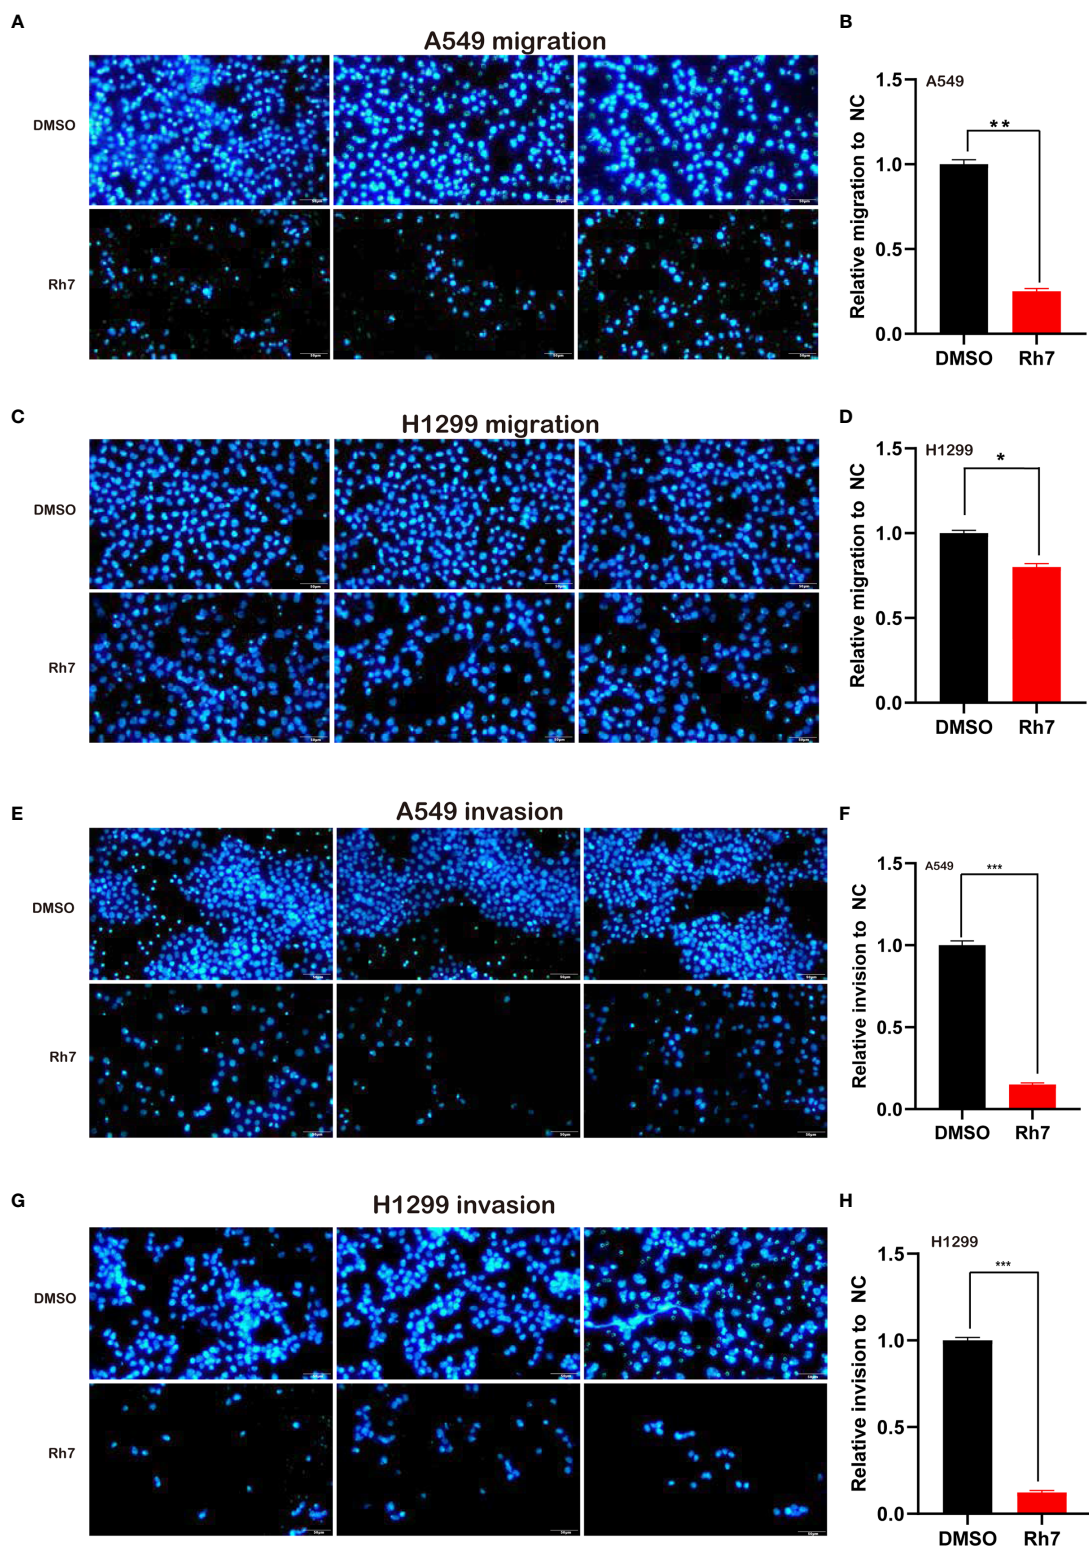 A
A549 migration
DMSO
Rh7
B
A549
**
Relative migration to NC
1.5
1.0
0.5
0.0
DMSO Rh7
C
H1299 migration
DMSO
Rh7
D
H1299
*
Relative migration to NC
1.5
1.0
0.5
0.0
DMSO Rh7
E
A549 invasion
DMSO
Rh7
F
A549
***
Relative invision to NC
1.5
1.0
0.5
0.0
DMSO Rh7
G
H1299 invasion
DMSO
Rh7
H
H1299
***
Relative invision to NC
1.5
1.0
0.5
0.0
DMSO Rh7